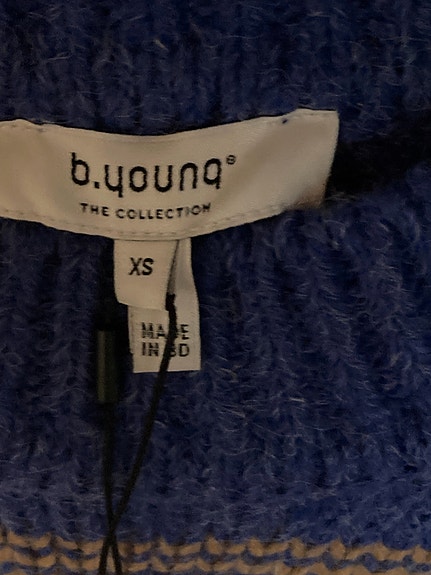 b.young®
THE COLLECTION
XS
MADE
IN BD